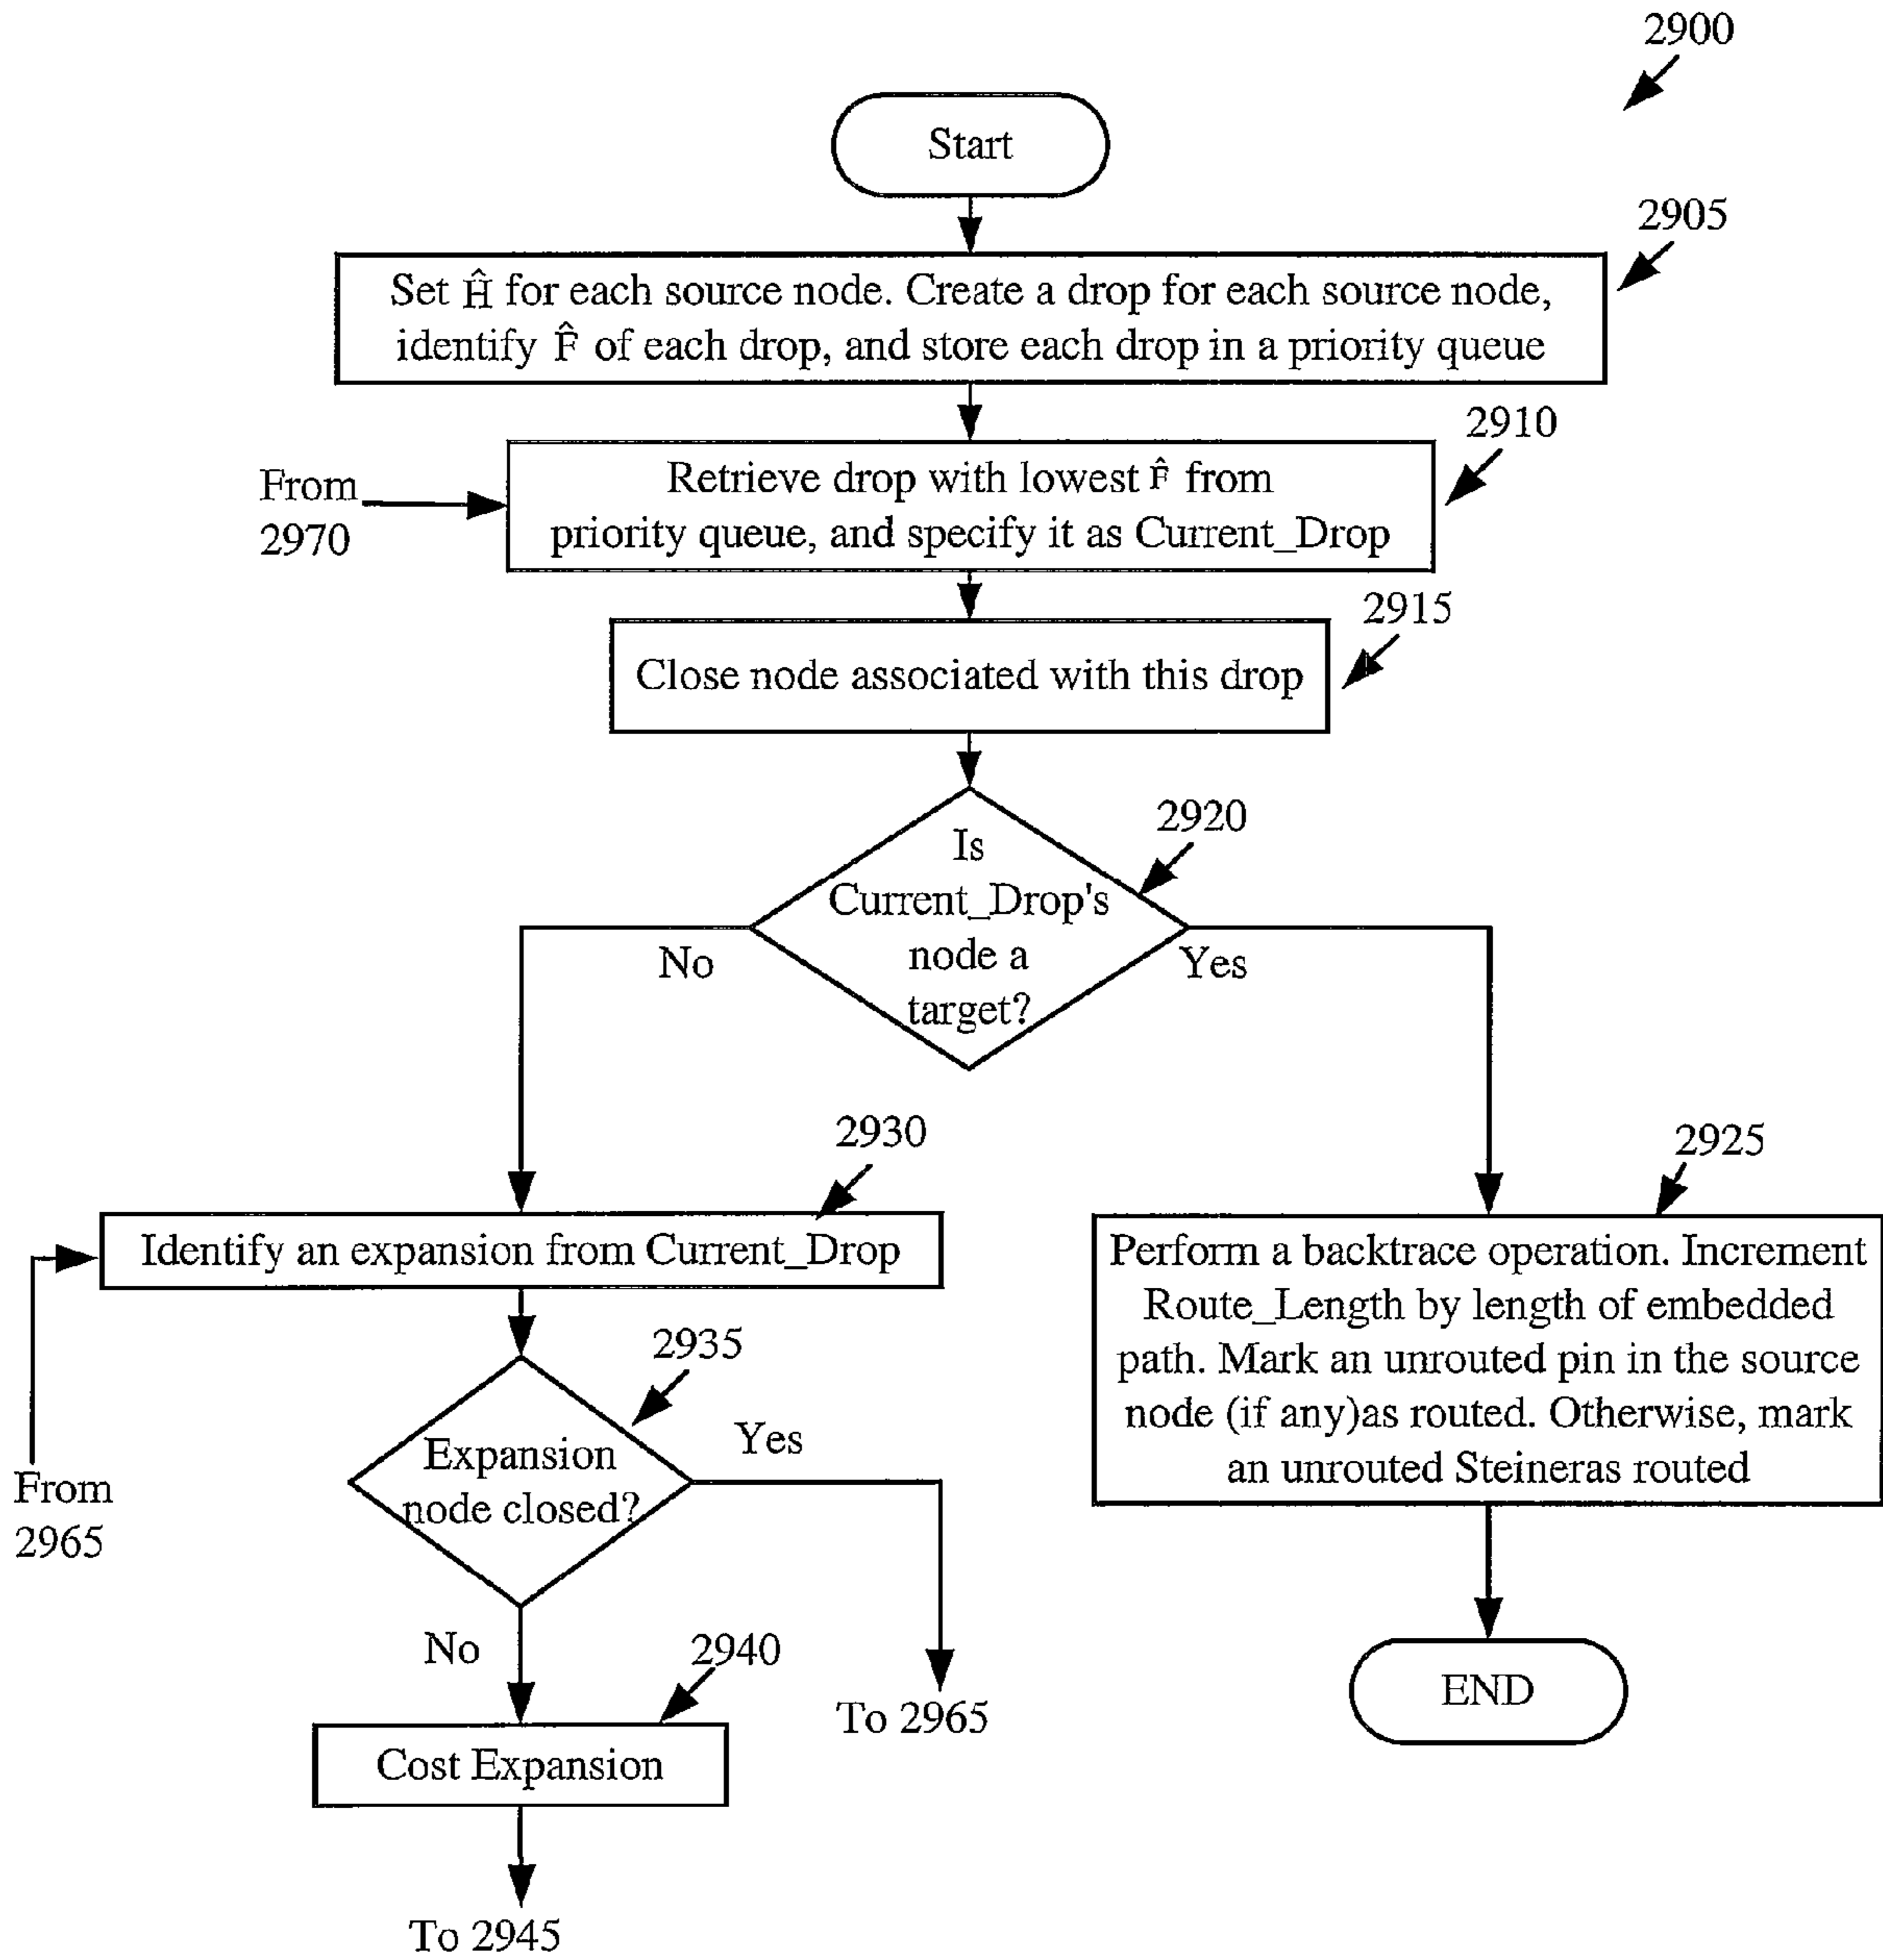 2900
Start
2905
Set Ĥ for each source node. Create a drop for each source node,
identify F̂ of each drop, and store each drop in a priority queue
2910
From
2970
Retrieve drop with lowest F̂ from
priority queue, and specify it as Current_Drop
2915
Close node associated with this drop
2920
Is
Current_Drop's
node a
target?
No
Yes
2930
2925
Identify an expansion from Current_Drop
Perform a backtrace operation. Increment
Route_Length by length of embedded
path. Mark an unrouted pin in the source
node (if any)as routed. Otherwise, mark
an unrouted Steineras routed
2935
Expansion
node closed?
Yes
From
2965
No
2940
To 2965
END
Cost Expansion
To 2945